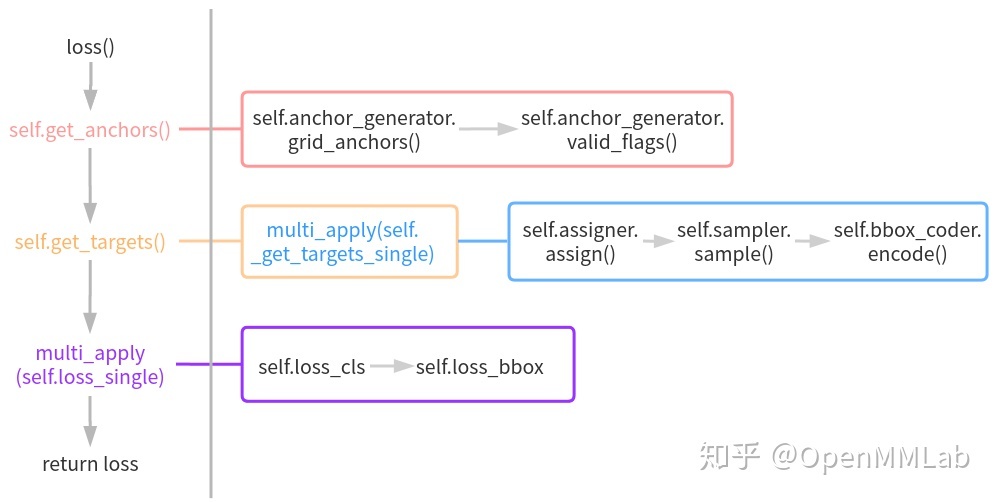 loss()
self.get_anchors()
self.anchor_generator.
grid_anchors()
self.anchor_generator.
valid_flags()
self.get_targets()
multi_apply(self.
_get_targets_single)
self.assigner.
assign()
self.sampler.
sample()
self.bbox_coder.
encode()
multi_apply
(self.loss_single)
self.loss_cls
self.loss_bbox
return loss
知乎 @OpenMMLab